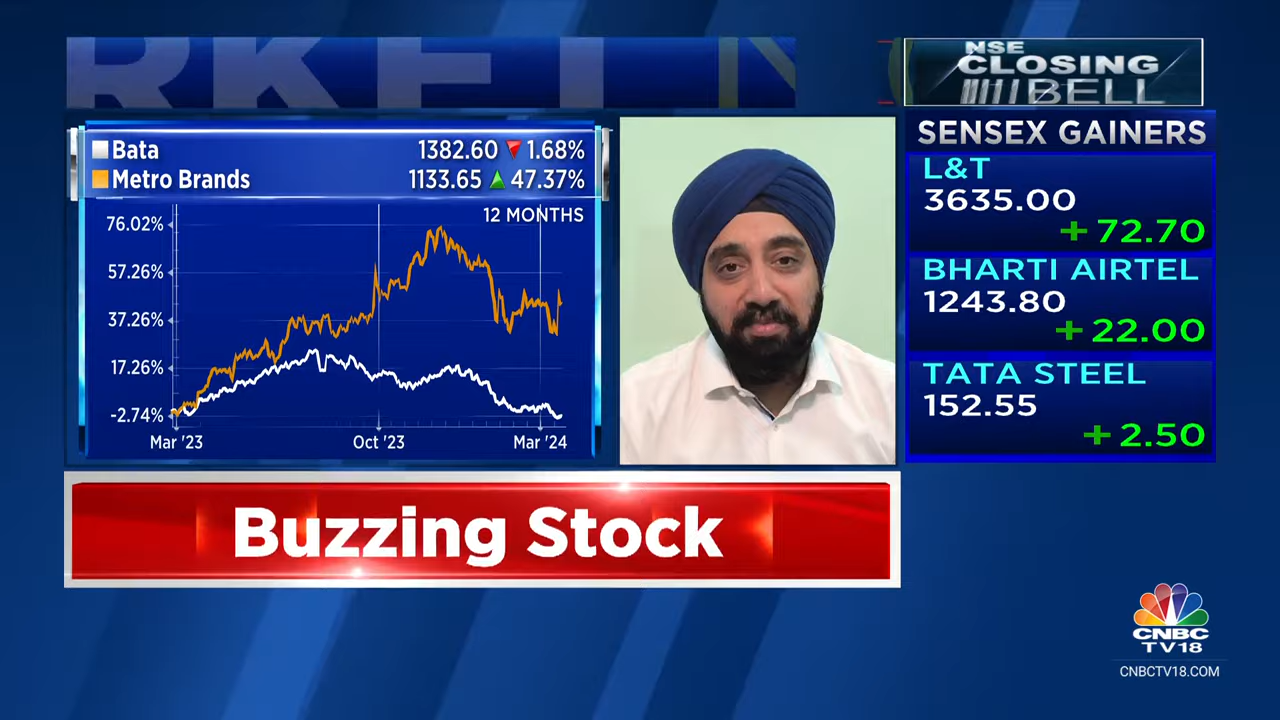 RKET
NSE
CLOSING
BELL
Bata 1382.60 ▼ 1.68%
Metro Brands 1133.65 ▲ 47.37%
12 MONTHS
76.02%
57.26%
37.26%
17.26%
-2.74%
Mar '23 Oct '23 Mar '24
SENSEX GAINERS
L&T
3635.00
+ 72.70
BHARTI AIRTEL
1243.80
+ 22.00
TATA STEEL
152.55
+ 2.50
Buzzing Stock
CNBC
TV18
CNBCTV18.COM